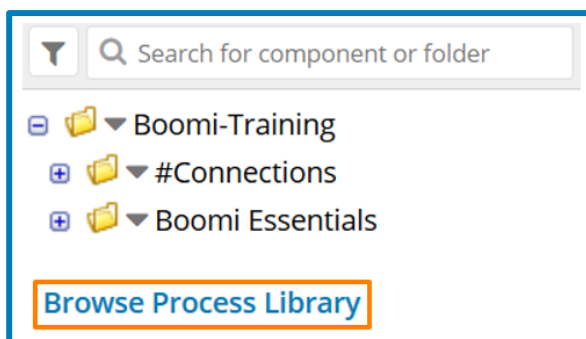 Search for component or folder
Boomi-Training
#Connections
Boomi Essentials
Browse Process Library